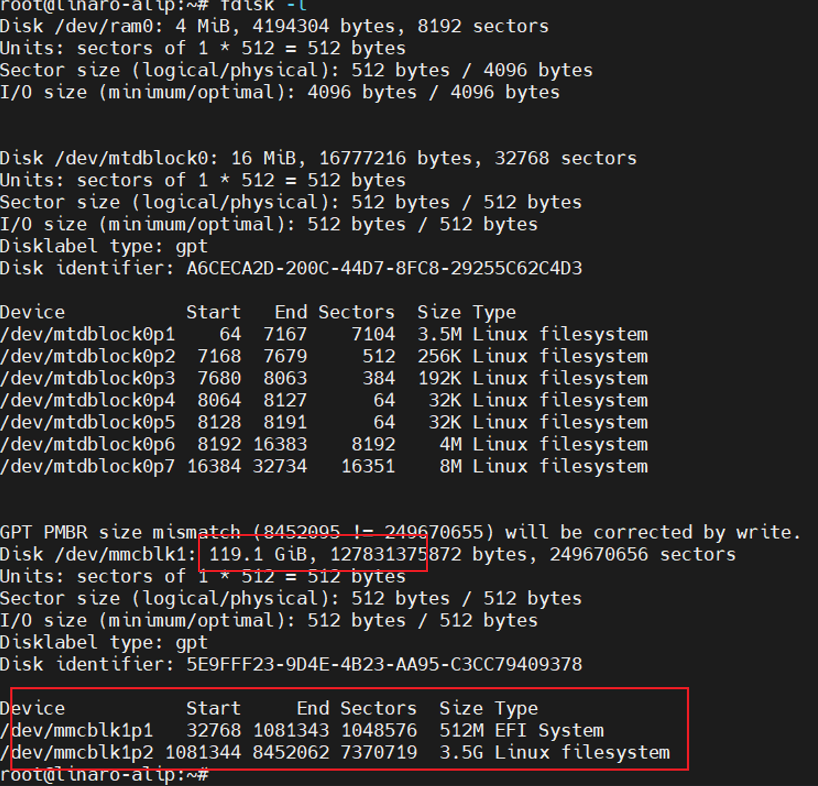 root@linaro-alip:~# fdisk -l
Disk /dev/ram0: 4 MiB, 4194304 bytes, 8192 sectors
Units: sectors of 1 * 512 = 512 bytes
Sector size (logical/physical): 512 bytes / 4096 bytes
I/O size (minimum/optimal): 4096 bytes / 4096 bytes
Disk /dev/mtdblock0: 16 MiB, 16777216 bytes, 32768 sectors
Units: sectors of 1 * 512 = 512 bytes
Sector size (logical/physical): 512 bytes / 512 bytes
I/O size (minimum/optimal): 512 bytes / 512 bytes
Disklabel type: gpt
Disk identifier: A6CECA2D-200C-44D7-8FC8-29255C62C4D3
Device Start End Sectors Size Type
/dev/mtdblock0p1 64 7167 7104 3.5M Linux filesystem
/dev/mtdblock0p2 7168 7679 512 256K Linux filesystem
/dev/mtdblock0p3 7680 8063 384 192K Linux filesystem
/dev/mtdblock0p4 8064 8127 64 32K Linux filesystem
/dev/mtdblock0p5 8128 8191 64 32K Linux filesystem
/dev/mtdblock0p6 8192 16383 8192 4M Linux filesystem
/dev/mtdblock0p7 16384 32734 16351 8M Linux filesystem
GPT PMBR size mismatch (8452095 != 249670655) will be corrected by write.
Disk /dev/mmcblk1: 119.1 GiB, 127831375872 bytes, 249670656 sectors
Units: sectors of 1 * 512 = 512 bytes
Sector size (logical/physical): 512 bytes / 512 bytes
I/O size (minimum/optimal): 512 bytes / 512 bytes
Disklabel type: gpt
Disk identifier: 5E9FFF23-9D4E-4B23-AA95-C3CC79409378
Device Start End Sectors Size Type
/dev/mmcblk1p1 32768 1081343 1048576 512M EFI System
/dev/mmcblk1p2 1081344 8452062 7370719 3.5G Linux filesystem
root@linaro-alip:~#